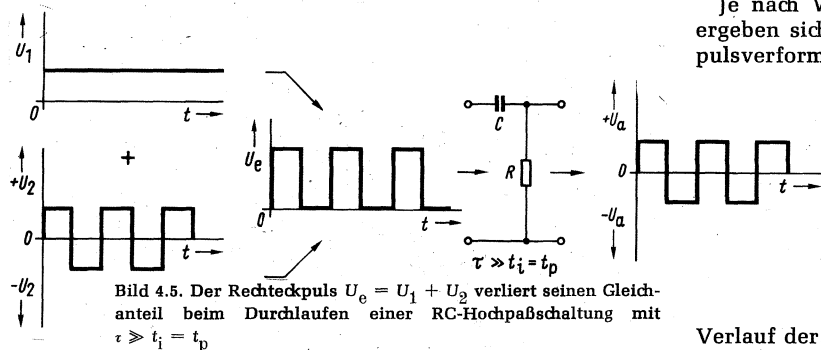 Je nach
ergeben sich
pulsverform
U₁
0
t
+
+U₂
0
t
-U₂
Uₑ
0
t
C
R
τ ≫ tᵢ = tₚ
+Uₐ
0
t
-Uₐ
Bild 4.5. Der Rechteckpuls Uₑ = U₁ + U₂ verliert seinen Gleich-
anteil beim Durchlaufen einer RC-Hochpaßschaltung mit
τ ≫ tᵢ = tₚ
Verlauf der